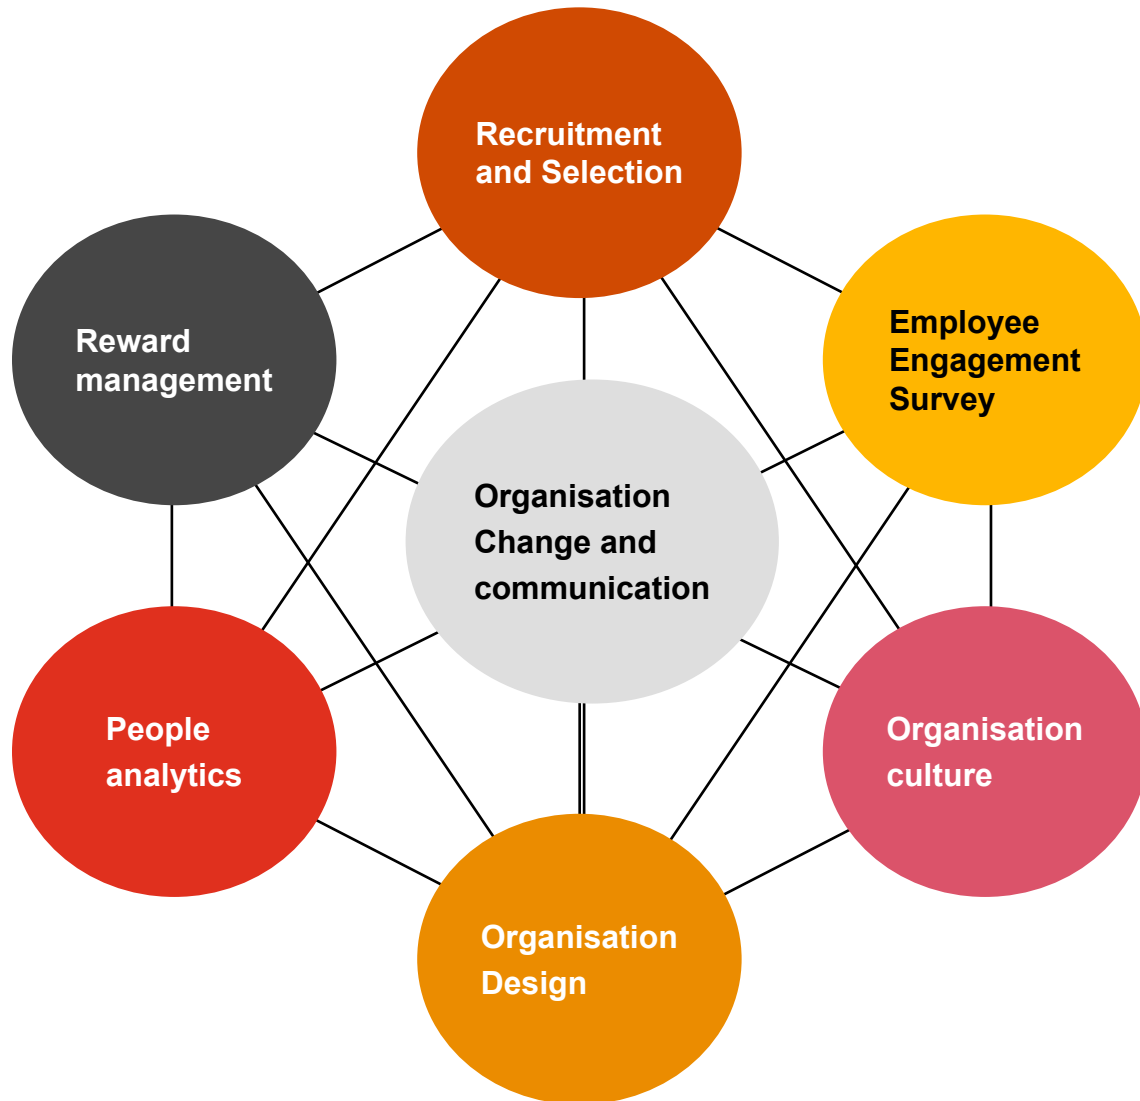 Recruitment
and Selection
Reward
management
Employee
Engagement
Survey
Organisation
Change and
communication
People
analytics
Organisation
culture
Organisation
Design